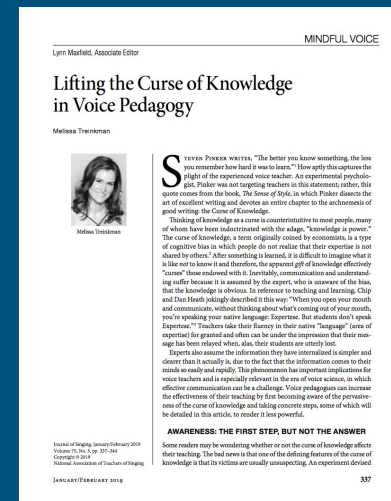 MINDFUL VOICE
Lynn Maxfield, Associate Editor
Lifting the Curse of Knowledge
in Voice Pedagogy
Melissa Treinkman
Melissa Treinkman
STEVEN PINKER WRITES, “The better you know something, the less
you remember how hard it was to learn.”1 How aptly this captures the
plight of the experienced voice teacher. An experimental psycholo-
gist, Pinker was not targeting teachers in this statement; rather, this
quote comes from the book, The Sense of Style, in which Pinker dissects the
art of excellent writing and devotes an entire chapter to the archnemesis of
good writing: the Curse of Knowledge.
Thinking of knowledge as a curse is counterintuitive to most people, many
of whom have been indoctrinated with the adage, “knowledge is power.”
The curse of knowledge, a term originally coined by economists, is a type
of cognitive bias in which people do not realize that their expertise is not
shared by others.2 After something is learned, it is difficult to imagine what it
is like not to know it and therefore, the apparent gift of knowledge effectively
“curses” those endowed with it. Inevitably, communication and understand-
ing suffer because it is assumed by the expert, who is unaware of the bias,
that the knowledge is obvious. In reference to teaching and learning, Chip
and Dan Heath jokingly described it this way: “When you open your mouth
and communicate, without thinking about what’s coming out of your mouth,
you’re speaking your native language: Expertese. But students don’t speak
Expertese.”3 Teachers take their fluency in their native “language” (area of
expertise) for granted and often can be under the impression that their mes-
sage has been relayed when, alas, their students are utterly lost.
Experts also assume the information they have internalized is simple and
clearer than it actually is, due to the fact that the information comes to their
minds so easily and rapidly. This phenomenon has important implications for
voice teachers and is especially relevant in the era of voice science, in which
effective communication can be a challenge. Voice pedagogues can increase
the effectiveness of their teaching by first becoming aware of the pervasive-
ness of the curse of knowledge and taking concrete steps, some of which will
be detailed in this article, to render it less powerful.
AWARENESS: THE FIRST STEP, BUT NOT THE ANSWER
Some readers may be wondering whether or not the curse of knowledge affects
their teaching. The bad news is that one of the defining features of the curse of
knowledge is that its victims are usually unsuspecting. An experiment devised
Journal of Singing, January/February 2019
Volume 75, No. 3, pp. 337–344
Copyright © 2019
National Association of Teachers of Singing
JANUARY/FEBRUARY 2019
337